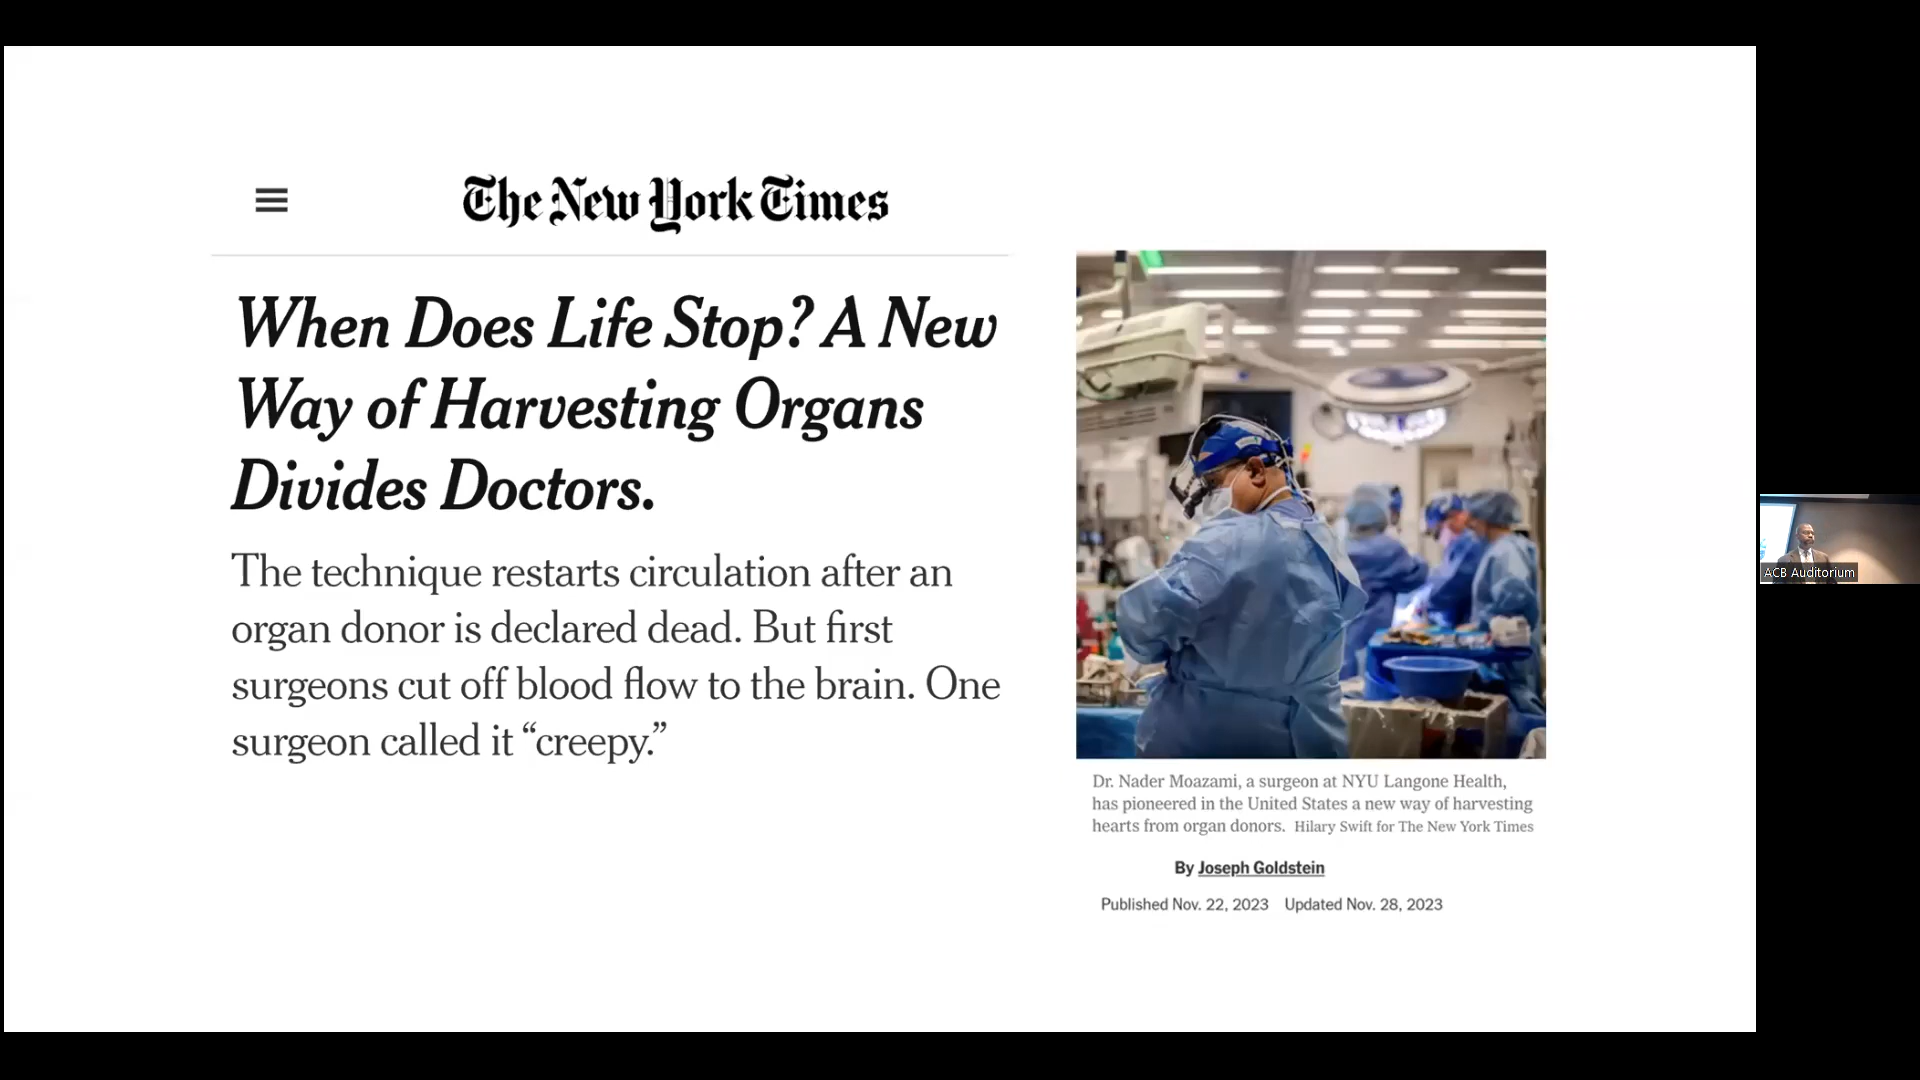 The New York Times
When Does Life Stop? A New
Way of Harvesting Organs
Divides Doctors.
The technique restarts circulation after an
organ donor is declared dead. But first
surgeons cut off blood flow to the brain. One
surgeon called it “creepy.”
Dr. Nader Moazami, a surgeon at NYU Langone Health,
has pioneered in the United States a new way of harvesting
hearts from organ donors. Hilary Swift for The New York Times
By Joseph Goldstein
Published Nov. 22, 2023 Updated Nov. 28, 2023
ACB Auditorium